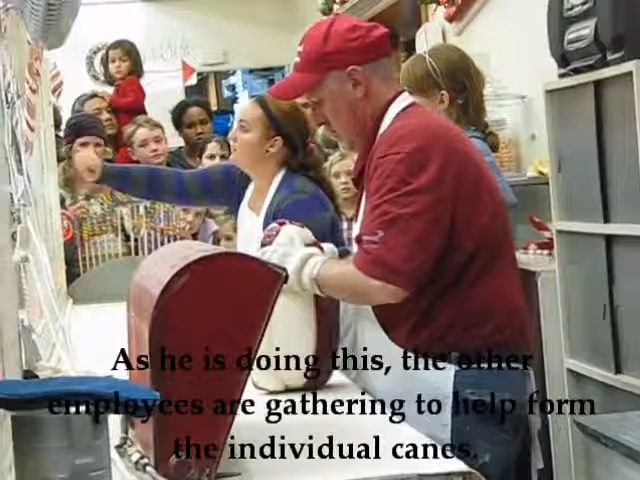 As he is doing this, the other
employees are gathering to help form
the individual canes.